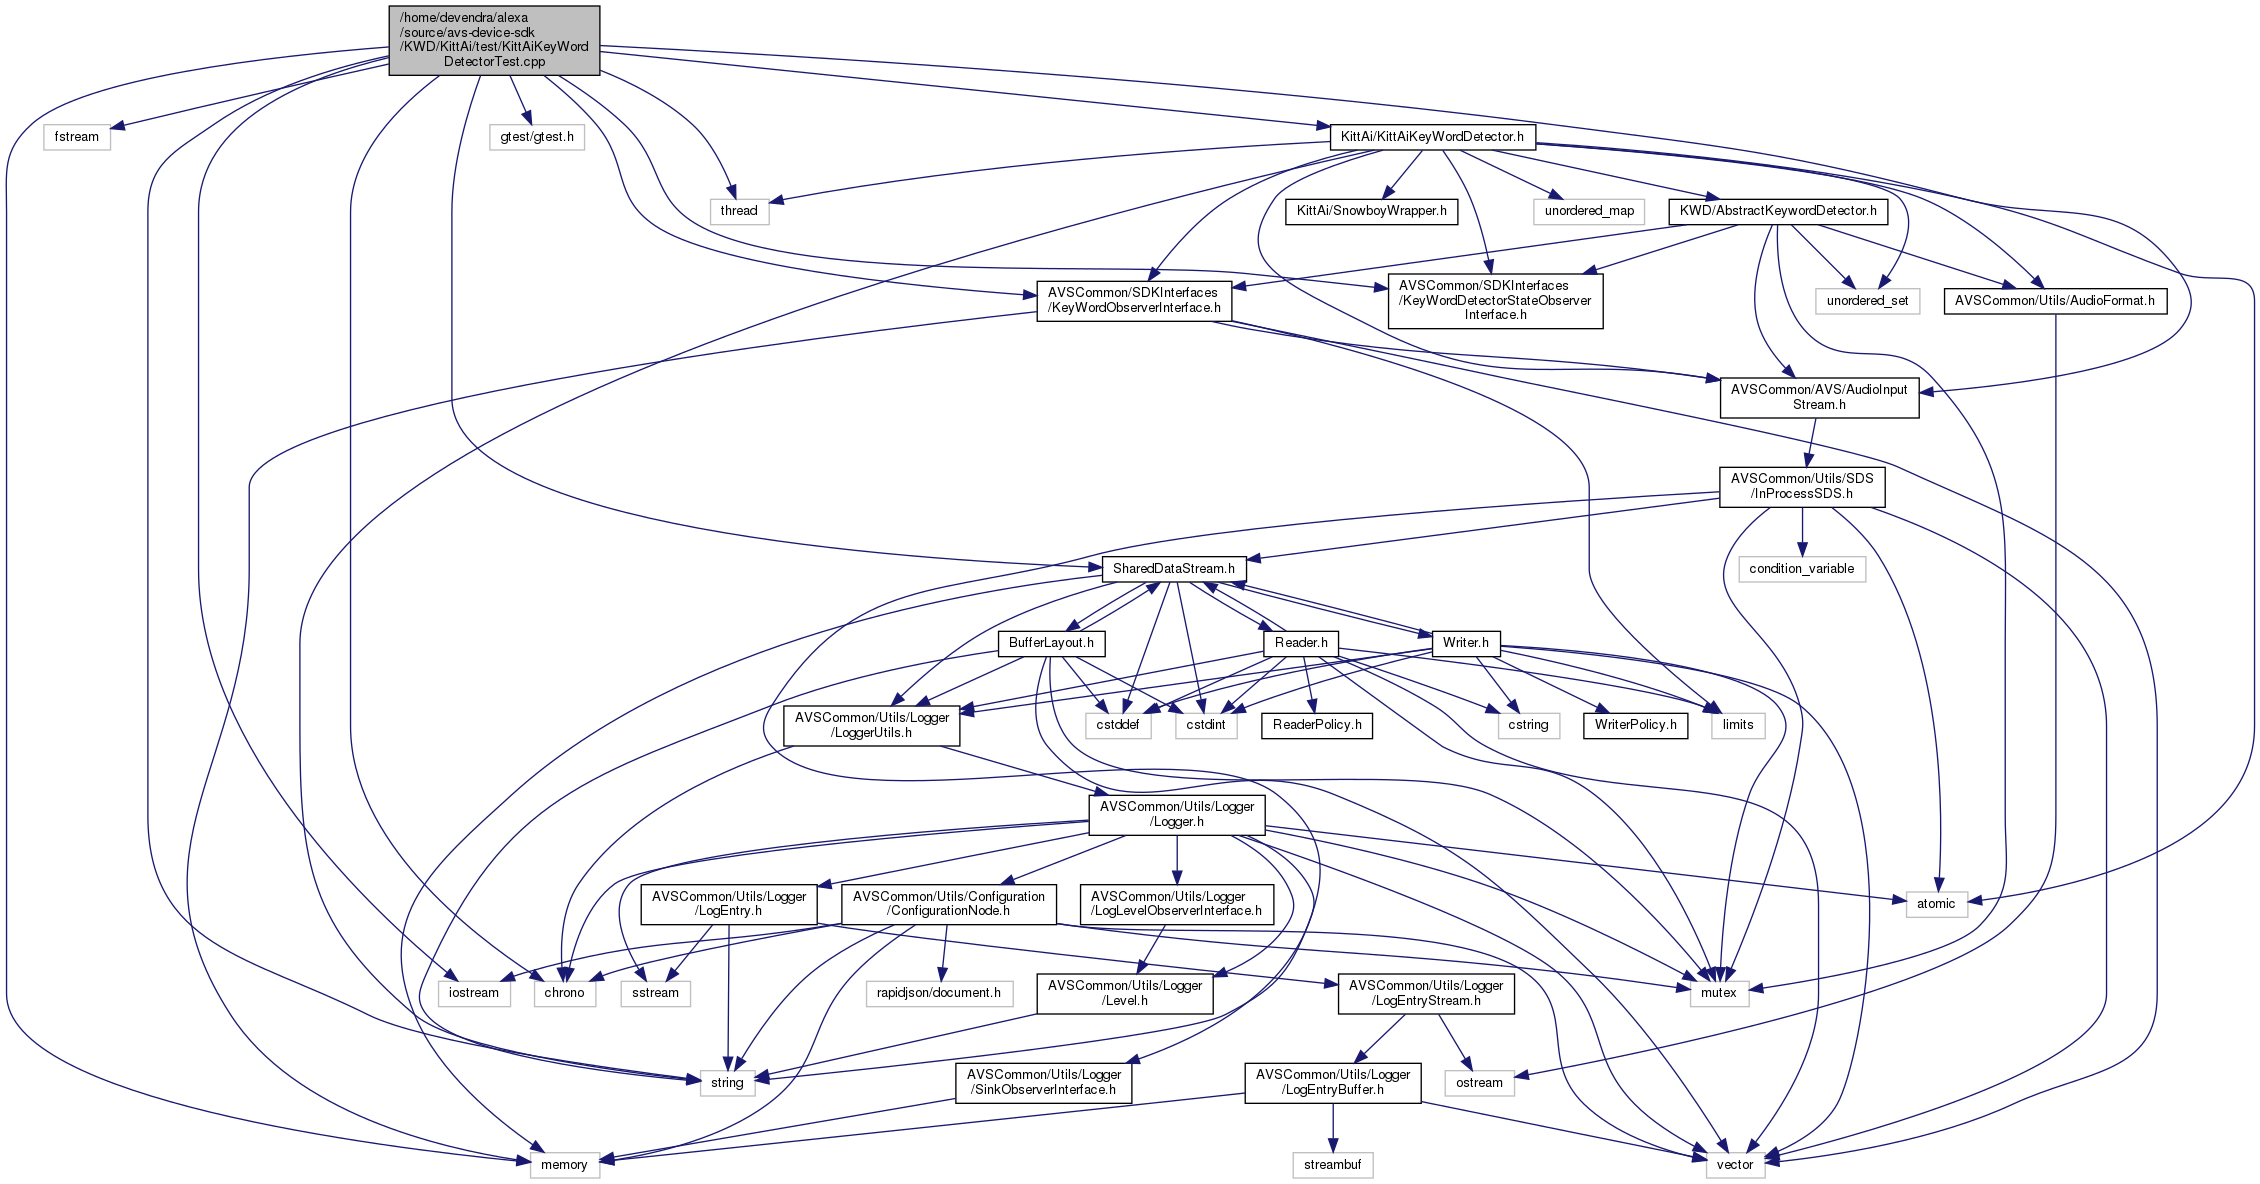 /home/devendra/alexa
/source/avs-device-sdk
/KWD/KittAi/test/KittAiKeyWord
DetectorTest.cpp
fstream
gtest/gtest.h
KittAi/KittAiKeyWordDetector.h
thread
KittAi/SnowboyWrapper.h
unordered_map
KWD/AbstractKeywordDetector.h
AVSCommon/SDKInterfaces
/KeyWordObserverInterface.h
AVSCommon/SDKInterfaces
/KeyWordDetectorStateObserver
Interface.h
unordered_set
AVSCommon/Utils/AudioFormat.h
AVSCommon/AVS/AudioInput
Stream.h
AVSCommon/Utils/SDS
/InProcessSDS.h
SharedDataStream.h
condition_variable
BufferLayout.h
Reader.h
Writer.h
AVSCommon/Utils/Logger
/LoggerUtils.h
cstddef
cstdint
ReaderPolicy.h
cstring
WriterPolicy.h
limits
AVSCommon/Utils/Logger
/Logger.h
AVSCommon/Utils/Logger
/LogEntry.h
AVSCommon/Utils/Configuration
/ConfigurationNode.h
AVSCommon/Utils/Logger
/LogLevelObserverInterface.h
atomic
iostream
chrono
sstream
rapidjson/document.h
AVSCommon/Utils/Logger
/Level.h
AVSCommon/Utils/Logger
/LogEntryStream.h
mutex
string
AVSCommon/Utils/Logger
/SinkObserverInterface.h
AVSCommon/Utils/Logger
/LogEntryBuffer.h
ostream
memory
streambuf
vector